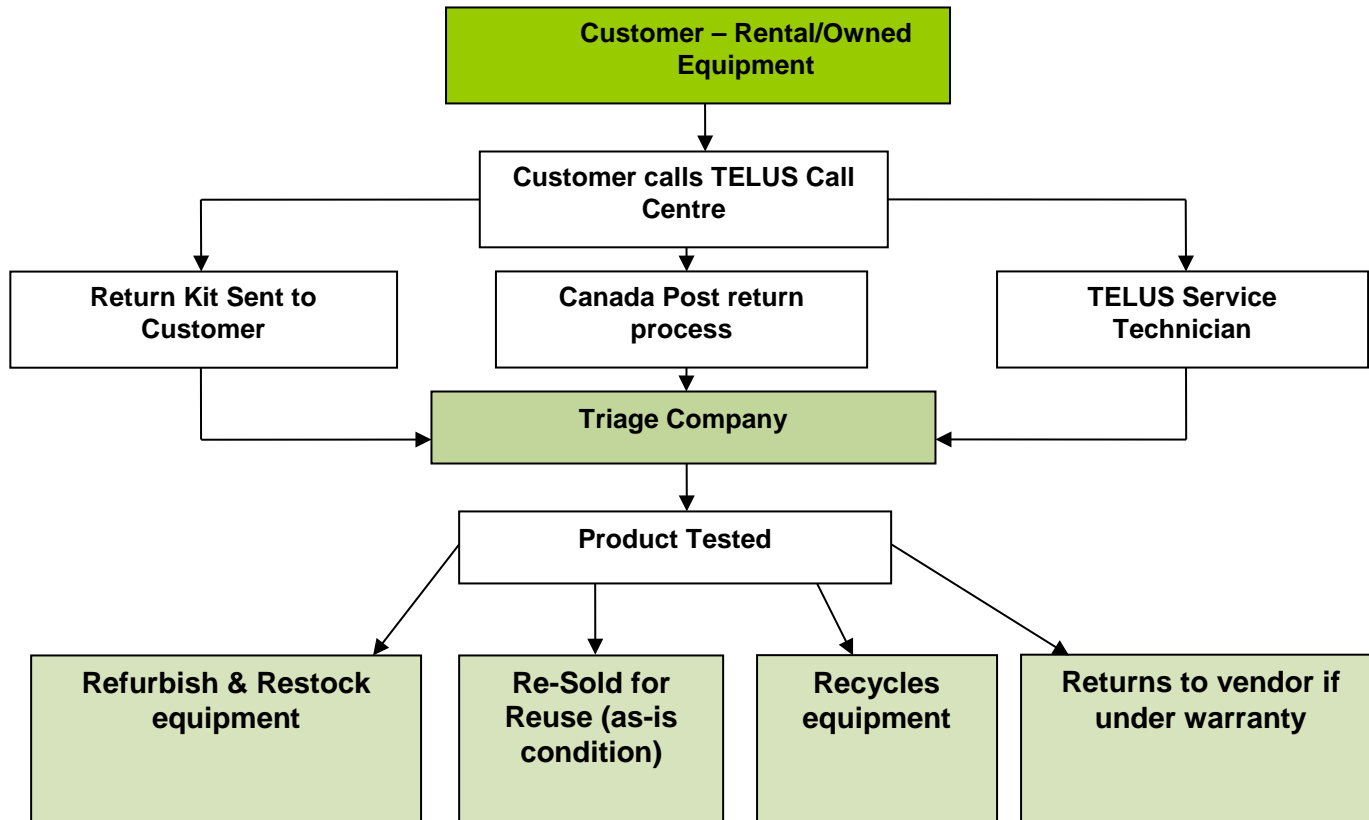 Customer – Rental/Owned
Equipment
Customer calls TELUS Call
Centre
Return Kit Sent to
Customer
Canada Post return
process
TELUS Service
Technician
Triage Company
Product Tested
Refurbish & Restock
equipment
Re-Sold for
Reuse (as-is
condition)
Recycles
equipment
Returns to vendor if
under warranty